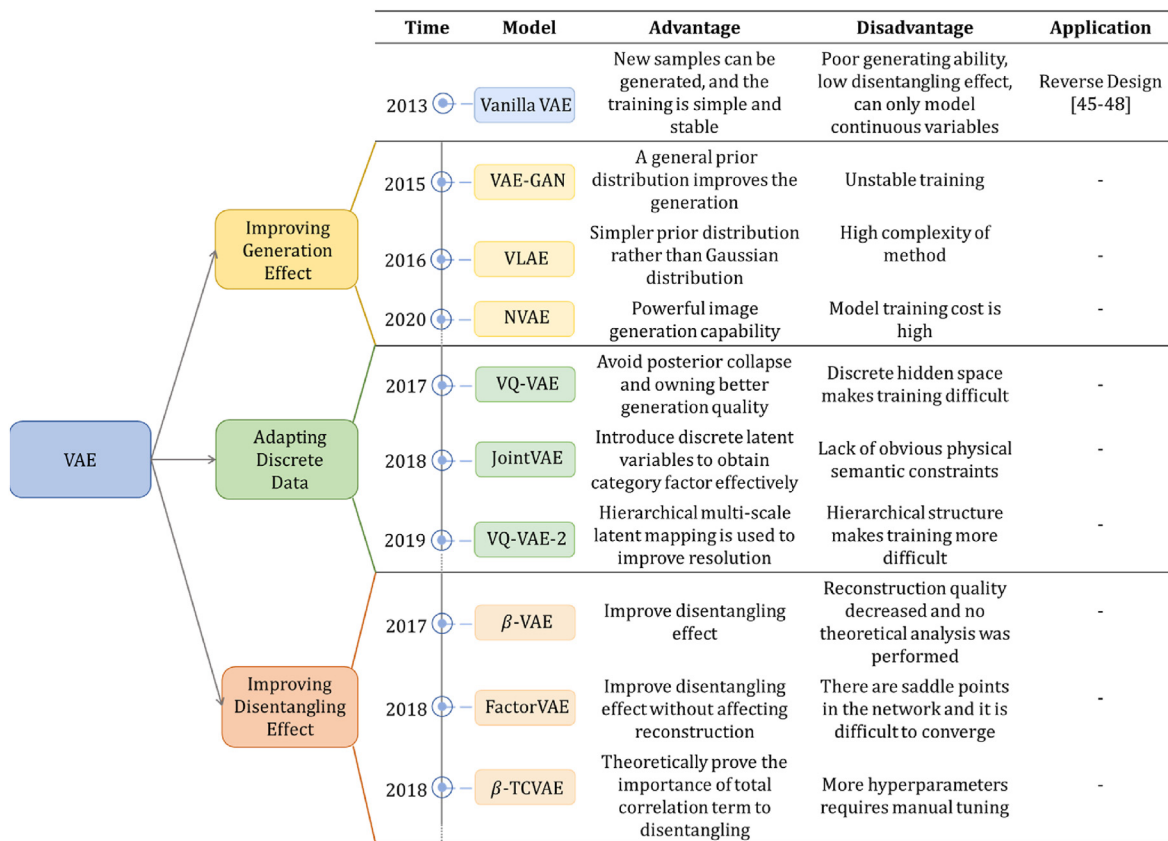 Time Model Advantage Disadvantage Application
2013 Vanilla VAE
New samples can be
generated, and the
training is simple and
stable
Poor generating ability,
low disentangling effect,
can only model
continuous variables
Reverse Design
[45-48]
VAE
Improving
Generation
Effect
2015 VAE-GAN
A general prior
distribution improves the
generation
Unstable training
-
2016 VLAE
Simpler prior distribution
rather than Gaussian
distribution
High complexity of
method
-
2020 NVAE
Powerful image
generation capability
Model training cost is
high
-
Adapting
Discrete
Data
2017 VQ-VAE
Avoid posterior collapse
and owning better
generation quality
Discrete hidden space
makes training difficult
-
2018 JointVAE
Introduce discrete latent
variables to obtain
category factor effectively
Lack of obvious physical
semantic constraints
-
2019 VQ-VAE-2
Hierarchical multi-scale
latent mapping is used to
improve resolution
Hierarchical structure
makes training more
difficult
-
Improving
Disentangling
Effect
2017 β-VAE
Improve disentangling
effect
Reconstruction quality
decreased and no
theoretical analysis was
performed
-
2018 FactorVAE
Improve disentangling
effect without affecting
reconstruction
There are saddle points
in the network and it is
difficult to converge
-
2018 β-TCVAE
Theoretically prove the
importance of total
correlation term to
disentangling
More hyperparameters
requires manual tuning
-